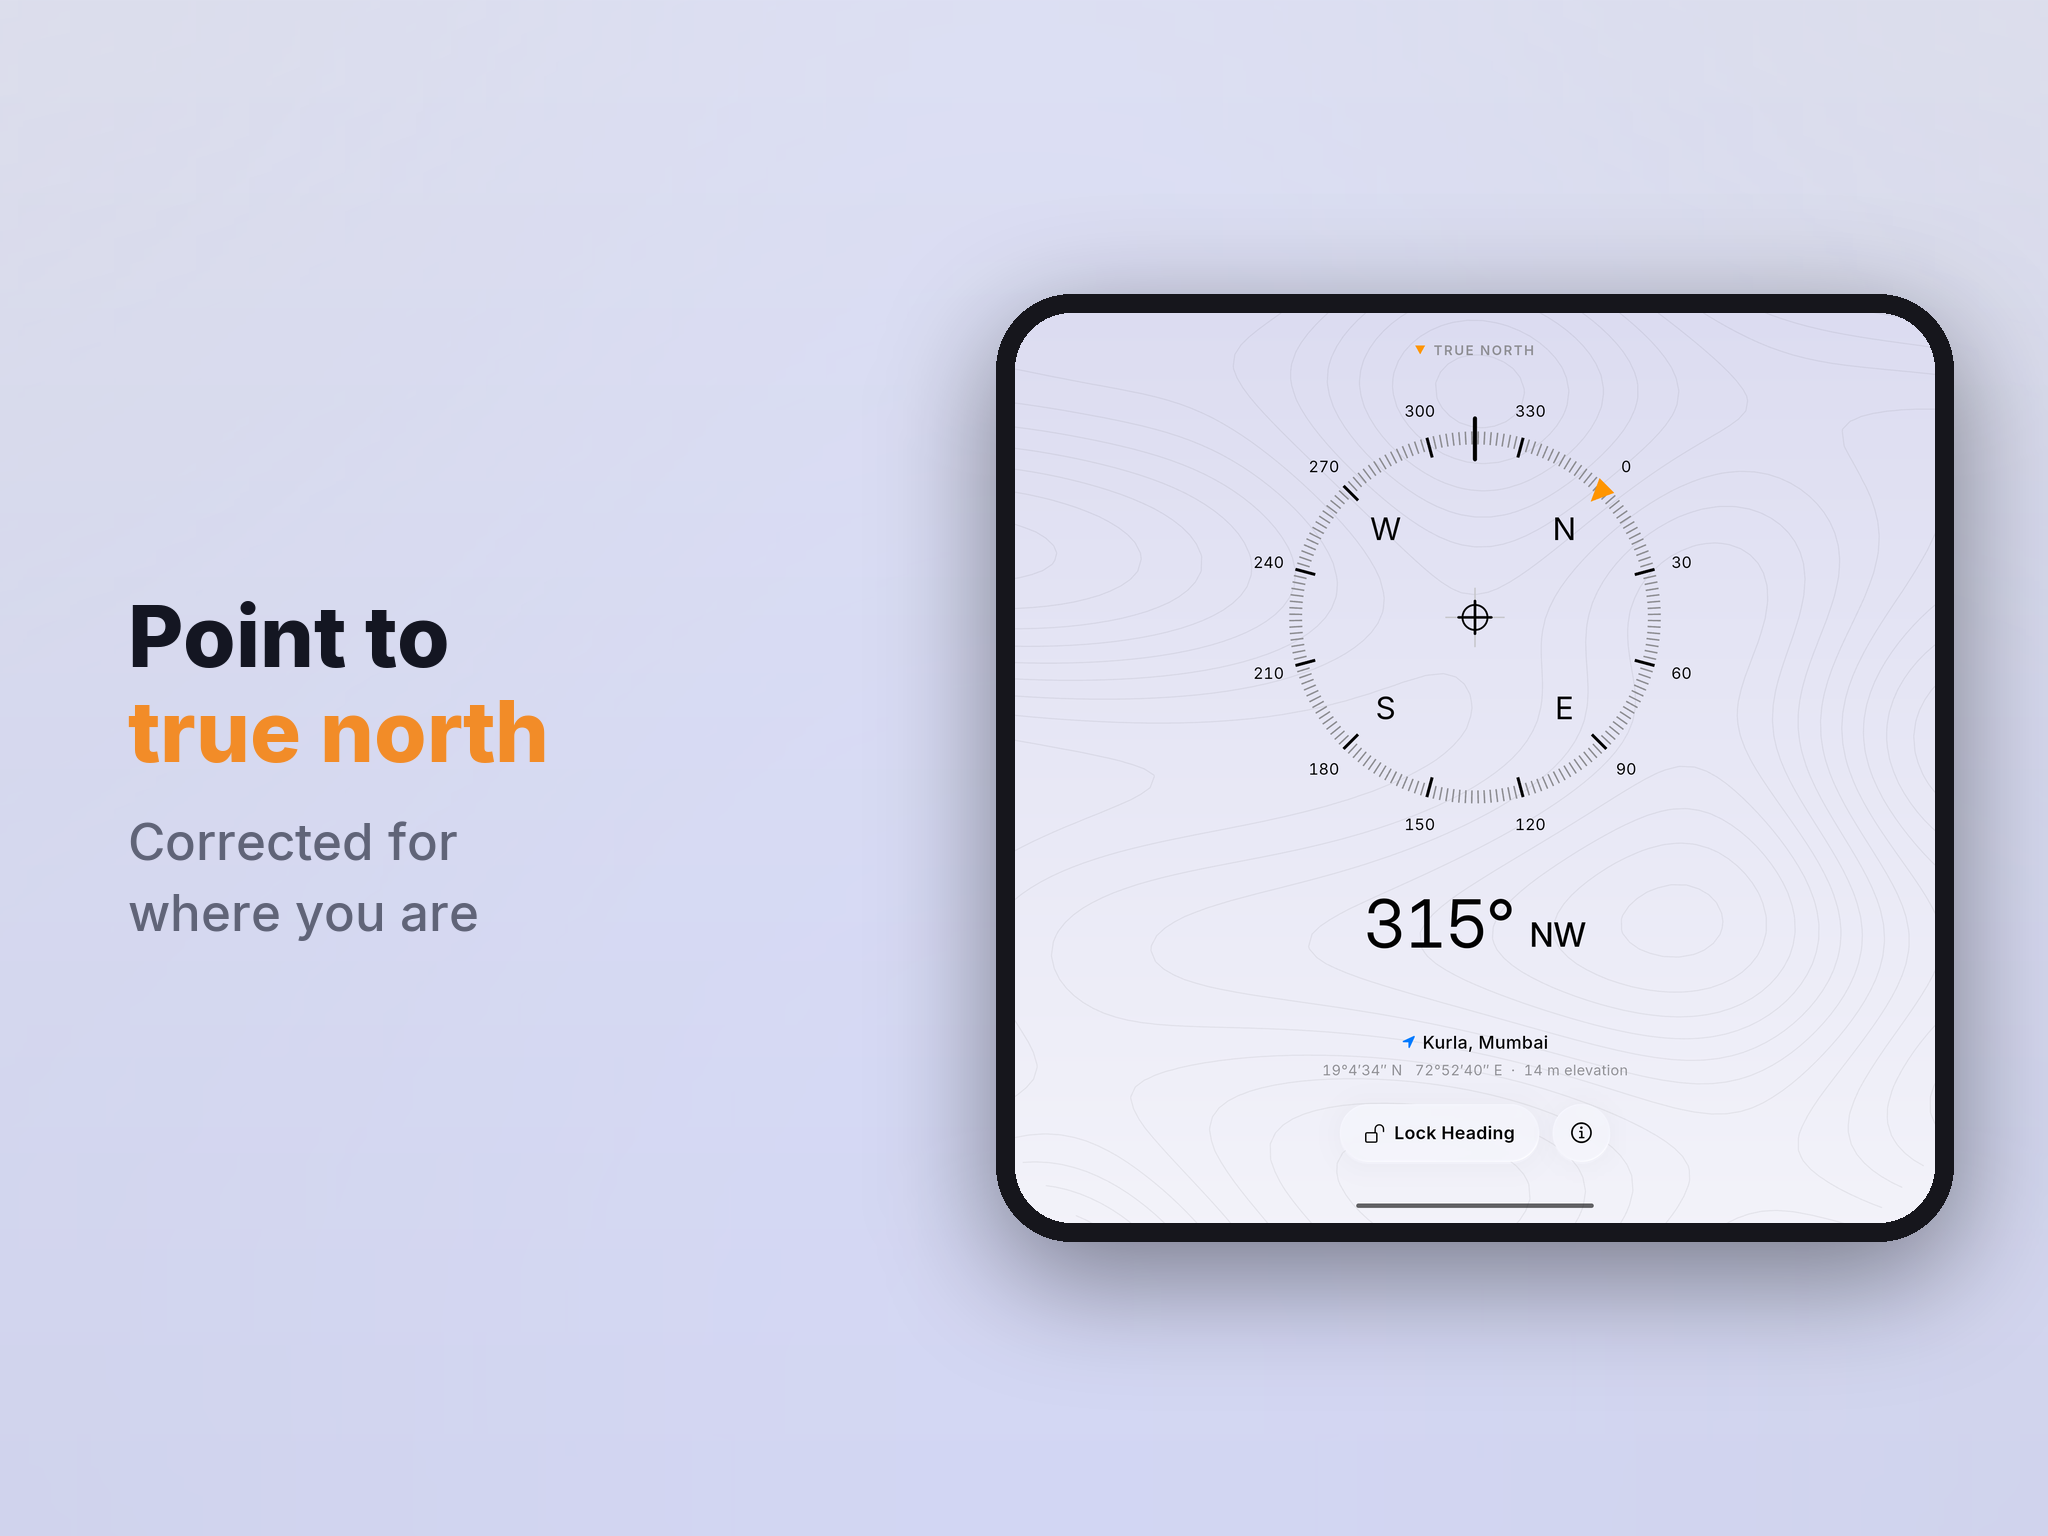 Point to
true north
Corrected for
where you are
TRUE NORTH
300 330
270 0
W N
240 30
210 60
S E
180 90
150 120
315° NW
Kurla, Mumbai
19°4′34″ N 72°52′40″ E · 14 m elevation
Lock Heading